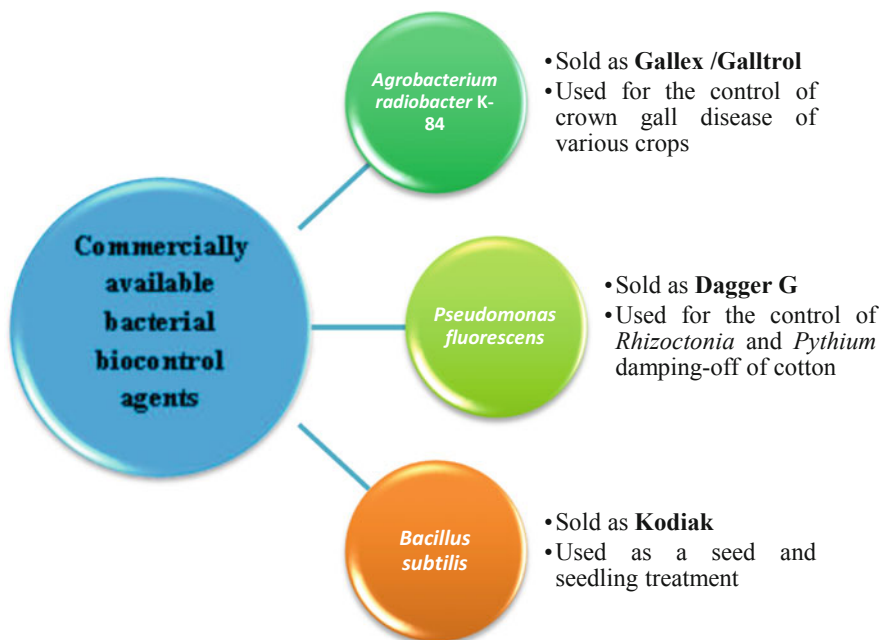 Commercially
available
bacterial
biocontrol
agents
Agrobacterium
radiobacter K-
84
•Sold as Gallex /Galltrol
•Used for the control of
crown gall disease of
various crops
Pseudomonas
fluorescens
•Sold as Dagger G
•Used for the control of
Rhizoctonia and Pythium
damping-off of cotton
Bacillus
subtilis
•Sold as Kodiak
•Used as a seed and
seedling treatment